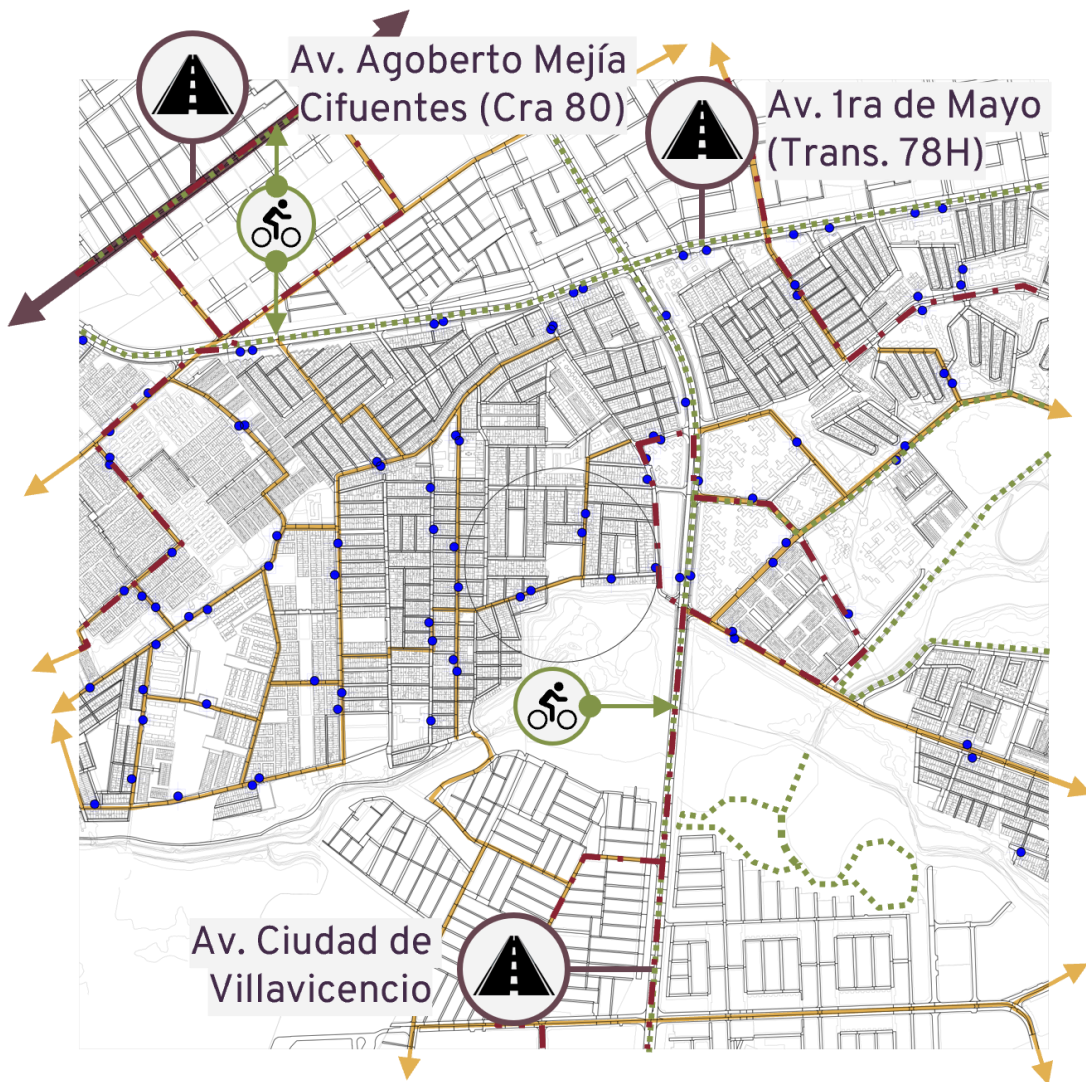 Av. Agoberto Mejía
Cifuentes (Cra 80)
Av. 1ra de Mayo
(Trans. 78H)
Av. Ciudad de
Villavicencio